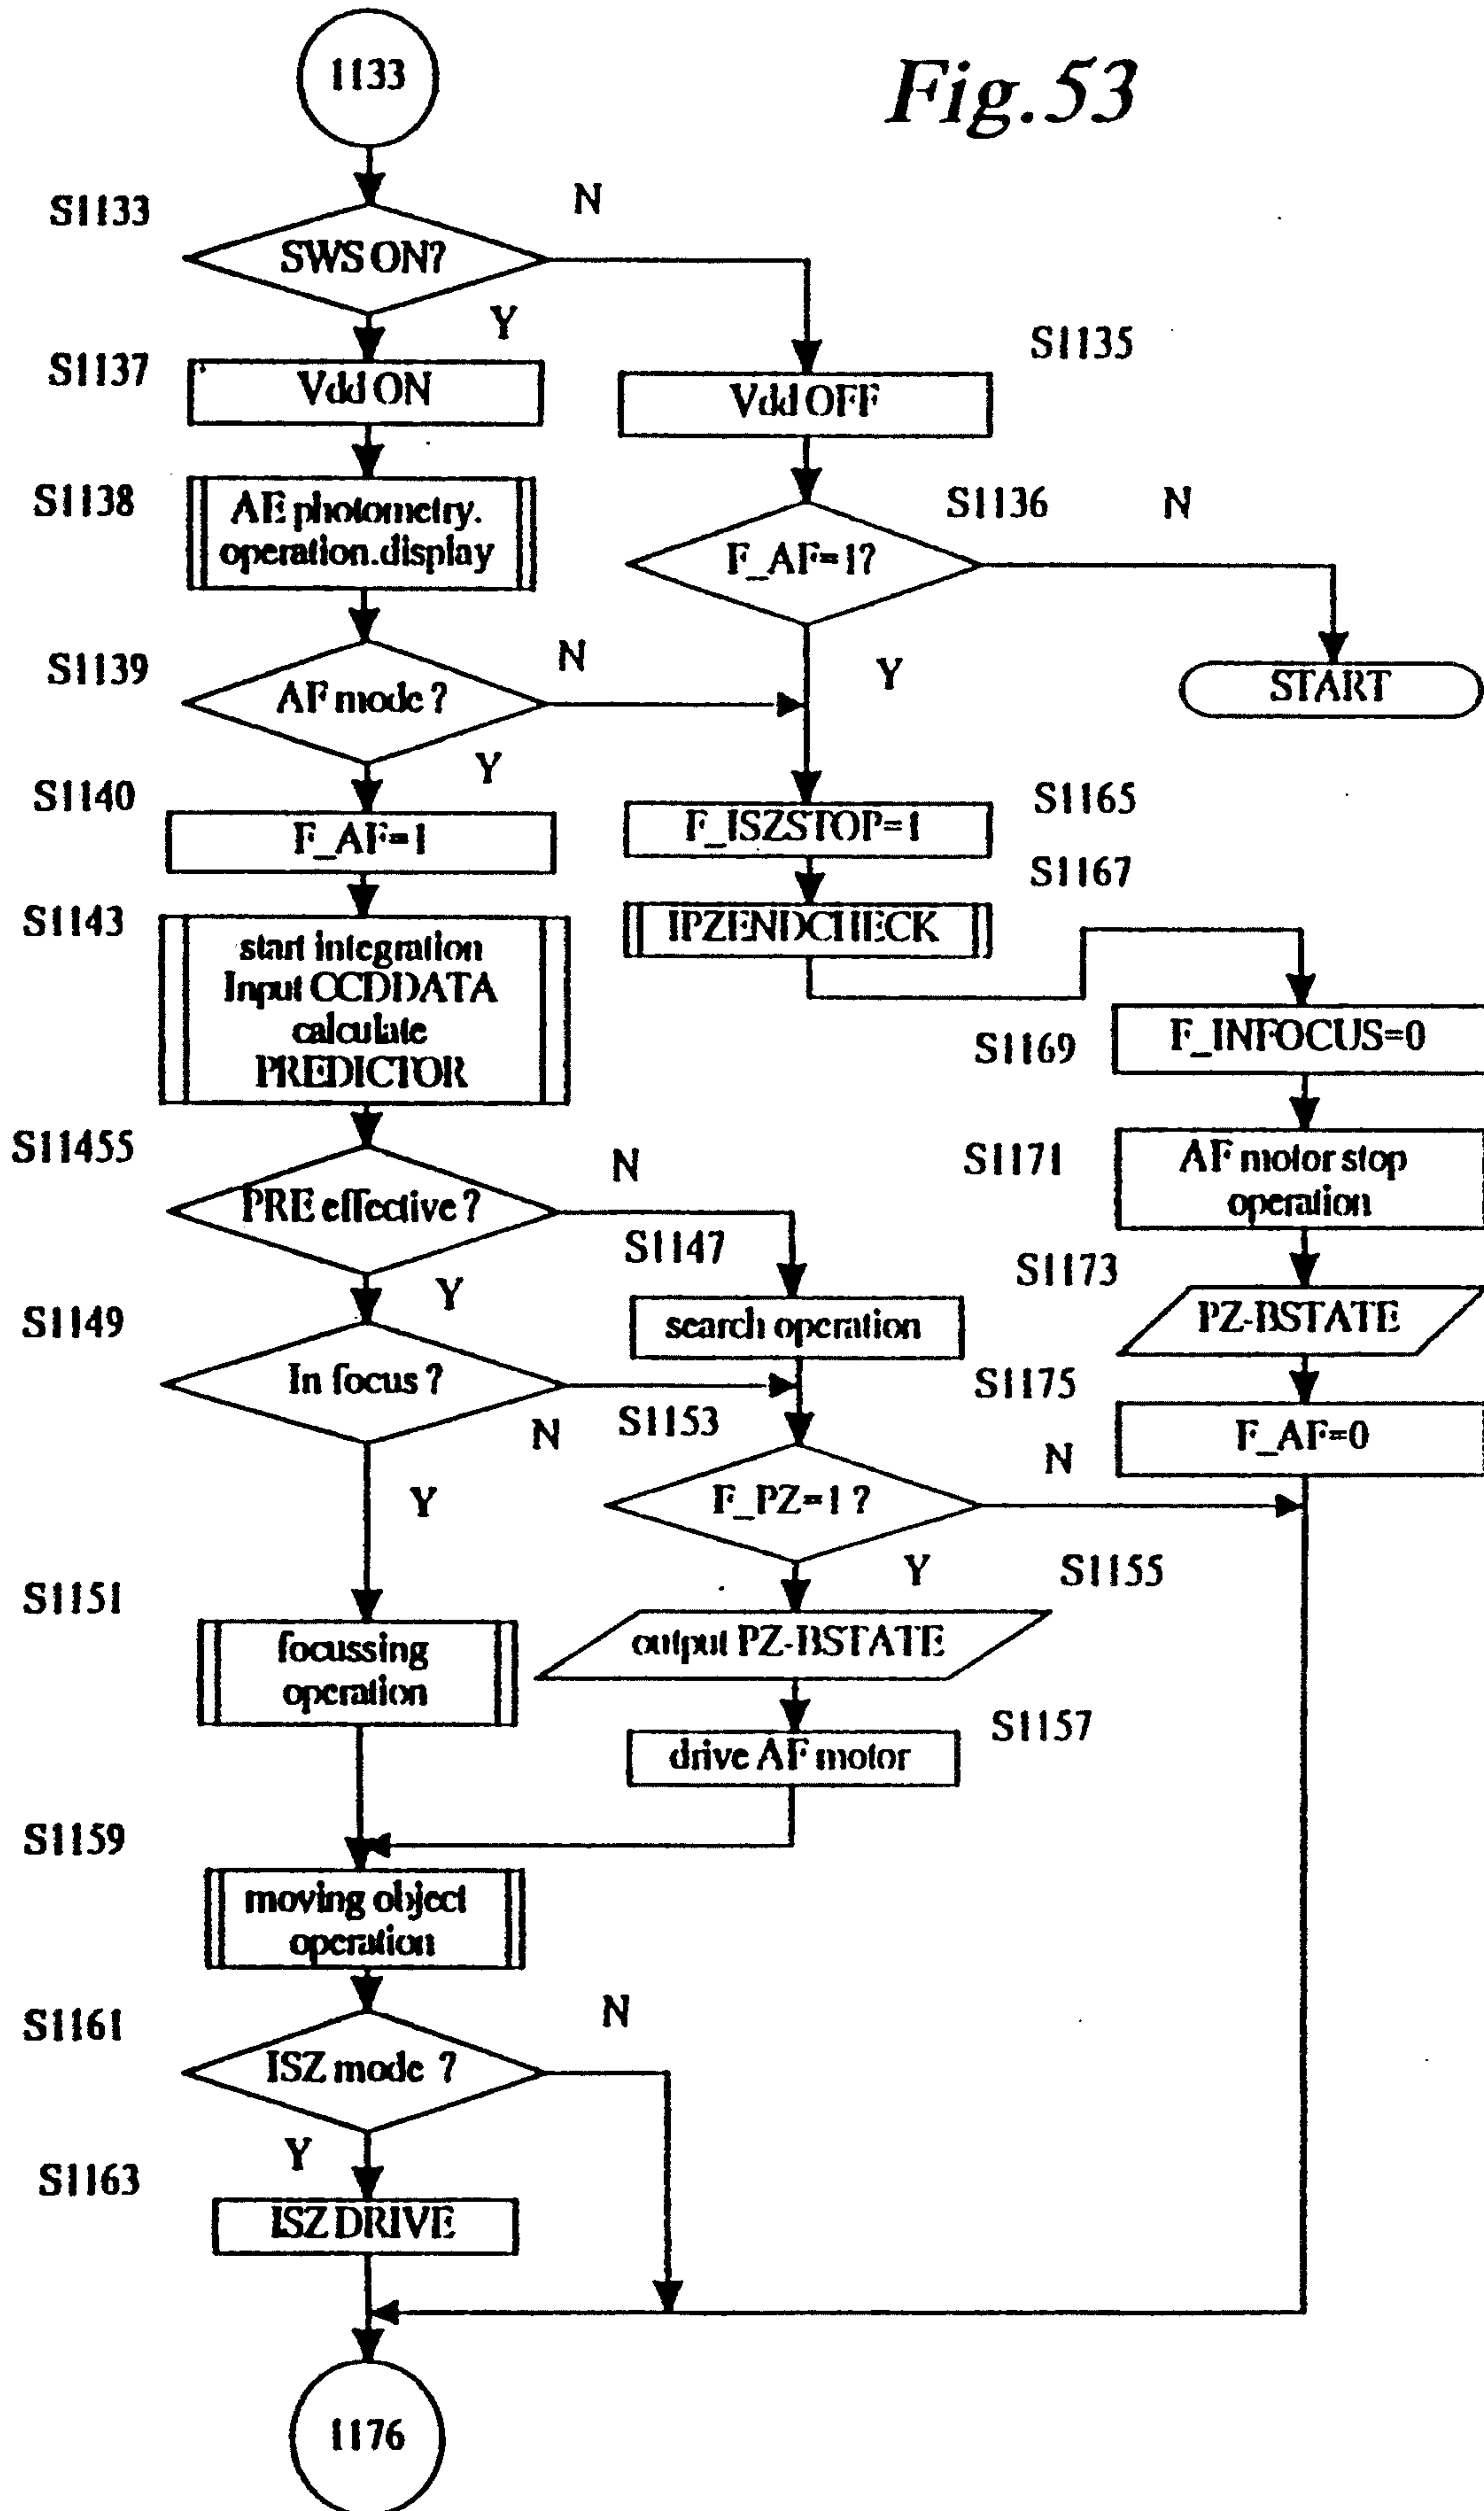 Fig.53
1133
S1133
SWS ON?
N
Y
S1137
Vdd ON
S1135
Vdd OFF
S1138
AE photometry.
operation.display
S1136
F_AF=1?
N
Y
START
S1139
AF mode ?
N
Y
S1140
F_AF=1
S1165
F_ISZSTOP=1
S1167
IPZENDCHECK
S1143
start integration
Input CCDDATA
calculate
PREDICTOR
S1169
F_INFOCUS=0
S1171
AF motor stop
operation
S11455
PRE effective ?
N
Y
S1147
search operation
S1173
PZ-BSTATE
S1149
In focus ?
N
Y
S1175
F_AF=0
S1153
F_PZ=1 ?
N
Y
S1155
output PZ-BSTATE
S1151
focussing
operation
S1157
drive AF motor
S1159
moving object
operation
S1161
ISZ mode ?
N
Y
S1163
ISZ DRIVE
1176